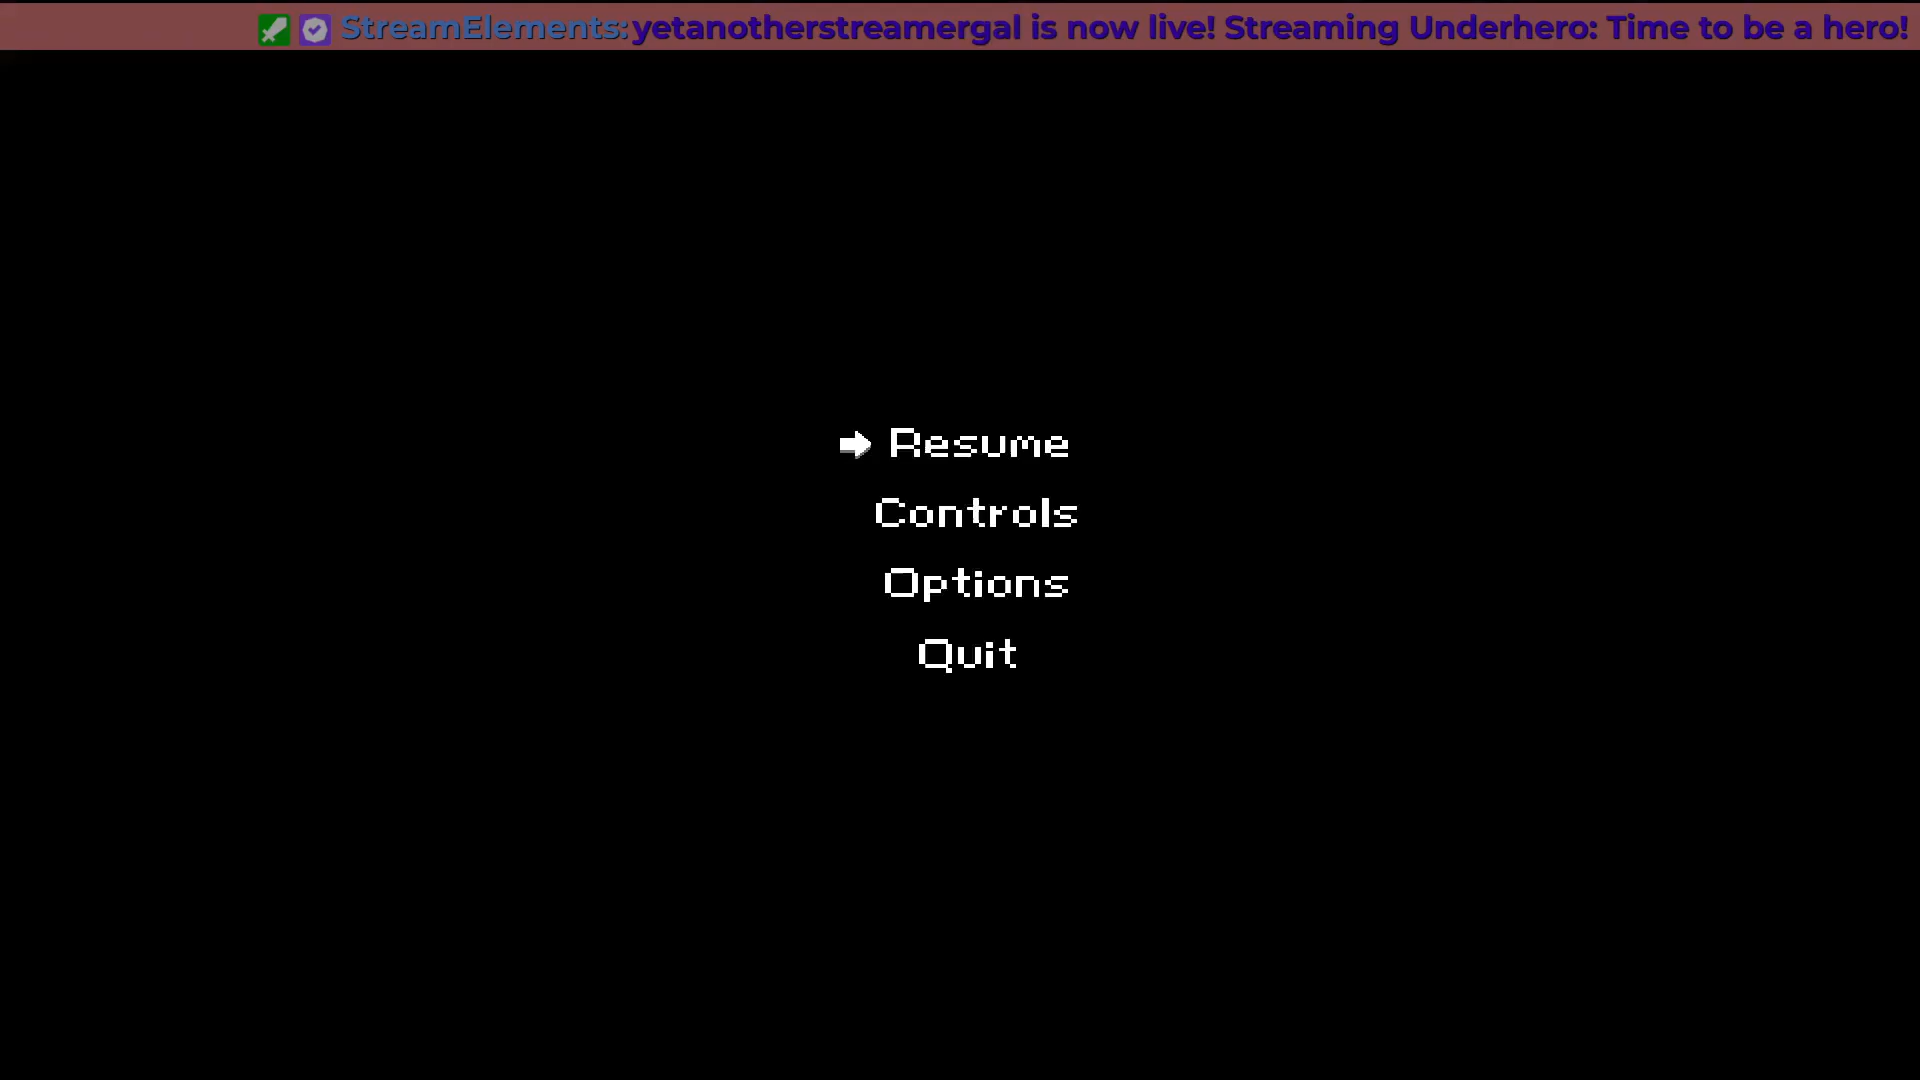 StreamElements: yetanotherstreamergal is now live! Streaming Underhero: Time to be a hero!
Resume
Controls
Options
Quit